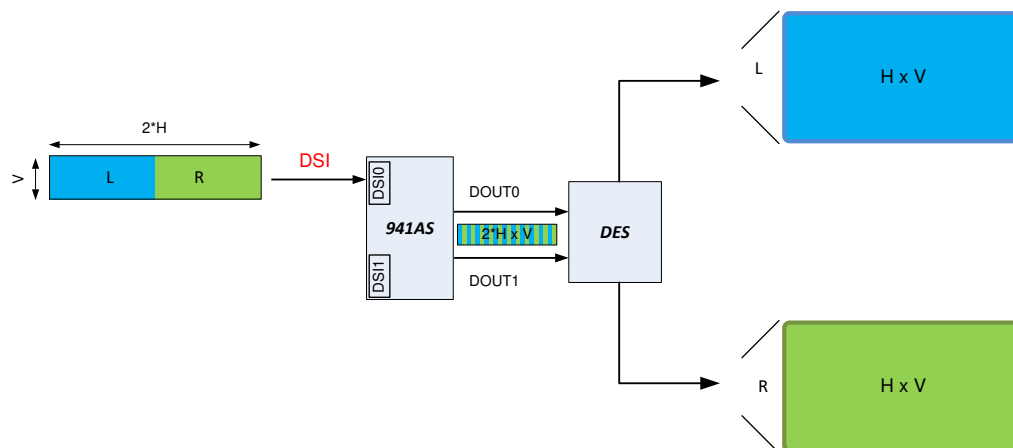 2*H
V
L
R
DSI
DSI0
941AS
DSI1
DOUT0
2*H x V
DOUT1
DES
L
H x V
R
H x V